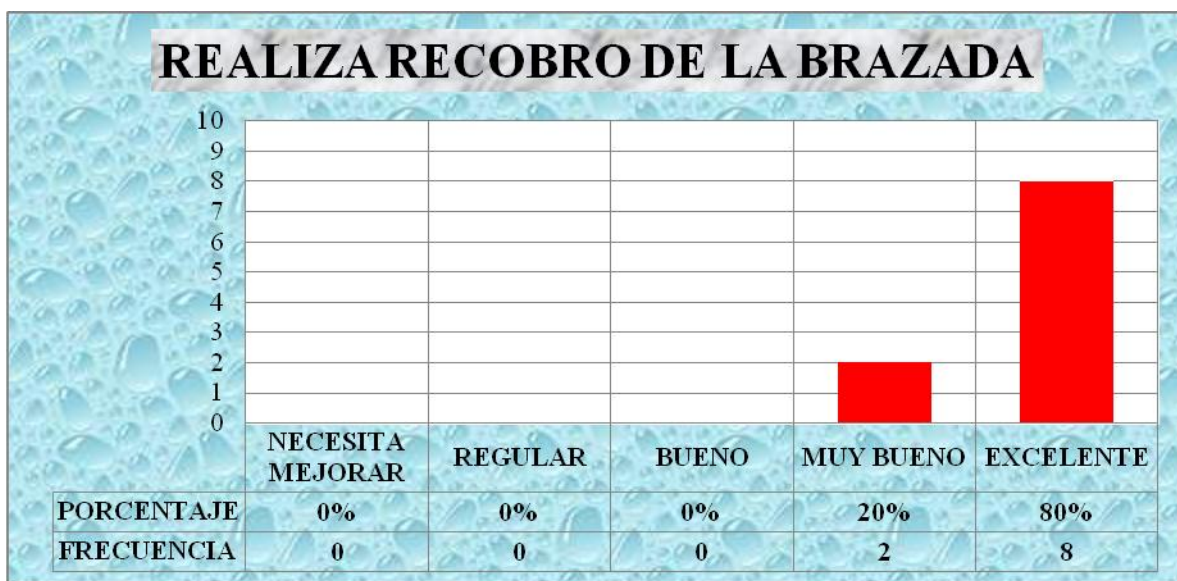 REALIZA RECOBRO DE LA BRAZADA
10
9
8
7
6
5
4
3
2
1
0
NECESITA MEJORAR REGULAR BUENO MUY BUENO EXCELENTE
PORCENTAJE 0% 0% 0% 20% 80%
FRECUENCIA 0 0 0 2 8